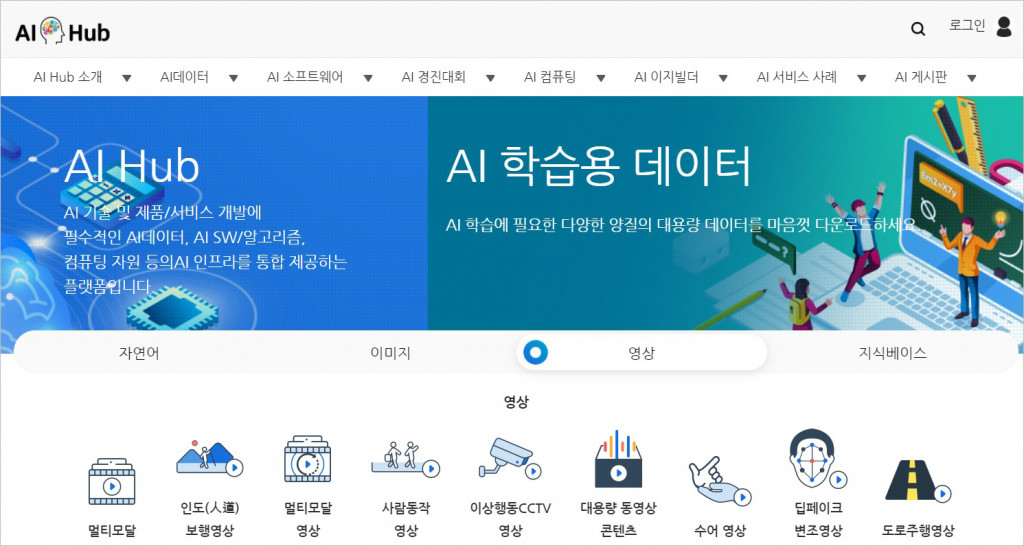 AI Hub
로그인
AI Hub 소개 ▼ AI데이터 ▼ AI 소프트웨어 ▼ AI 경진대회 ▼ AI 컴퓨팅 ▼ AI 이지빌더 ▼ AI 서비스 사례 ▼ AI 게시판 ▼
AI Hub
AI 기술 및 제품/서비스 개발에
필수적인 AI데이터, AI SW/알고리즘,
컴퓨팅 자원 등의AI 인프라를 통합 제공하는
플랫폼입니다.
AI 학습용 데이터
AI 학습에 필요한 다양한 양질의 대용량 데이터를 마음껏 다운로드하세요.
Em2=X7y
?
자연어 이미지 영상 지식베이스
영상
멀티모달
인도(人道)
보행영상
멀티모달
영상
사람동작
영상
이상행동CCTV
영상
대용량 동영상
콘텐츠
수어 영상
딥페이크
변조영상
도로주행영상